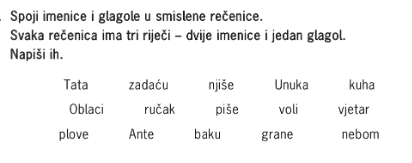 . Spoji imenice i glagole u smislene rečenice.
Svaka rečenica ima tri riječi – dvije imenice i jedan glagol.
Napiši ih.
Tata zadaću njiše Unuka kuha
Oblaci ručak piše voli vjetar
plove Ante baku grane nebom